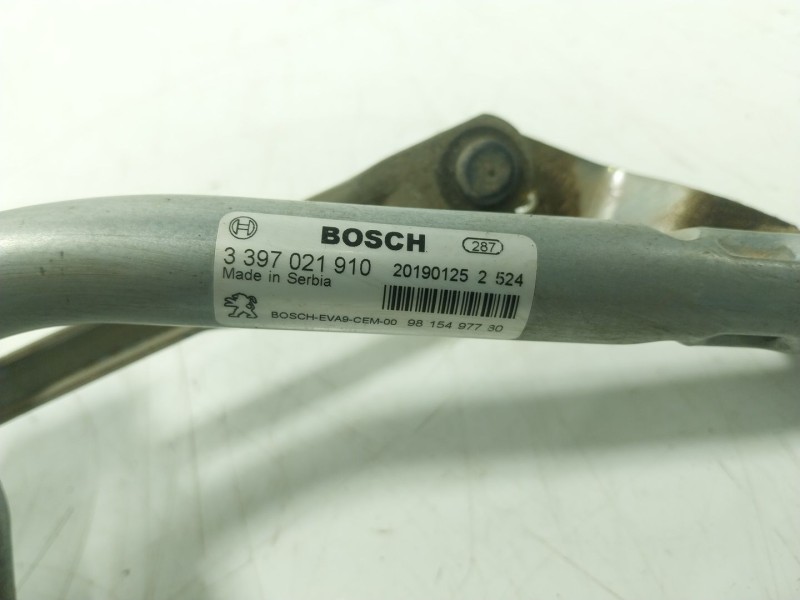 BOSCH 287
3 397 021 910 20190125 2 524
Made in Serbia
BOSCH-EVA9-CEM-00 98 154 977 30